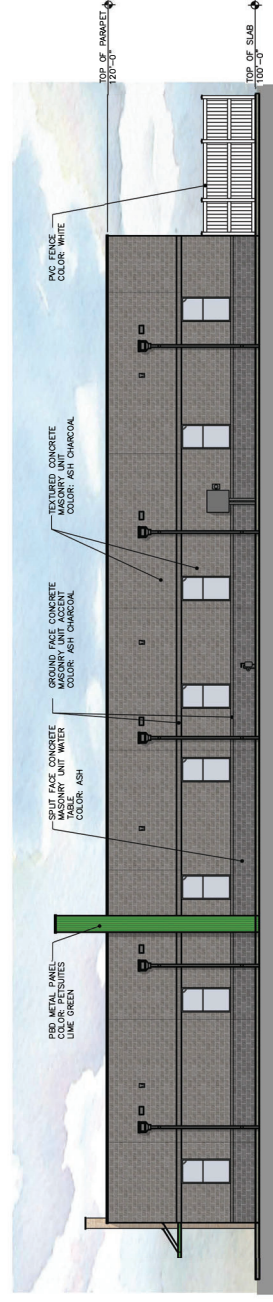 PBD METAL PANEL
COLOR: PETSUITES
LIME GREEN
SPLIT FACE CONCRETE
MASONRY UNIT WATER
TABLE
COLOR: ASH
GROUND FACE CONCRETE
MASONRY UNIT ACCENT
COLOR: ASH CHARCOAL
TEXTURED CONCRETE
MASONRY UNIT
COLOR: ASH CHARCOAL
PVC FENCE
COLOR: WHITE
TOP OF PARAPET
120'-0"
TOP OF SLAB
100'-0"